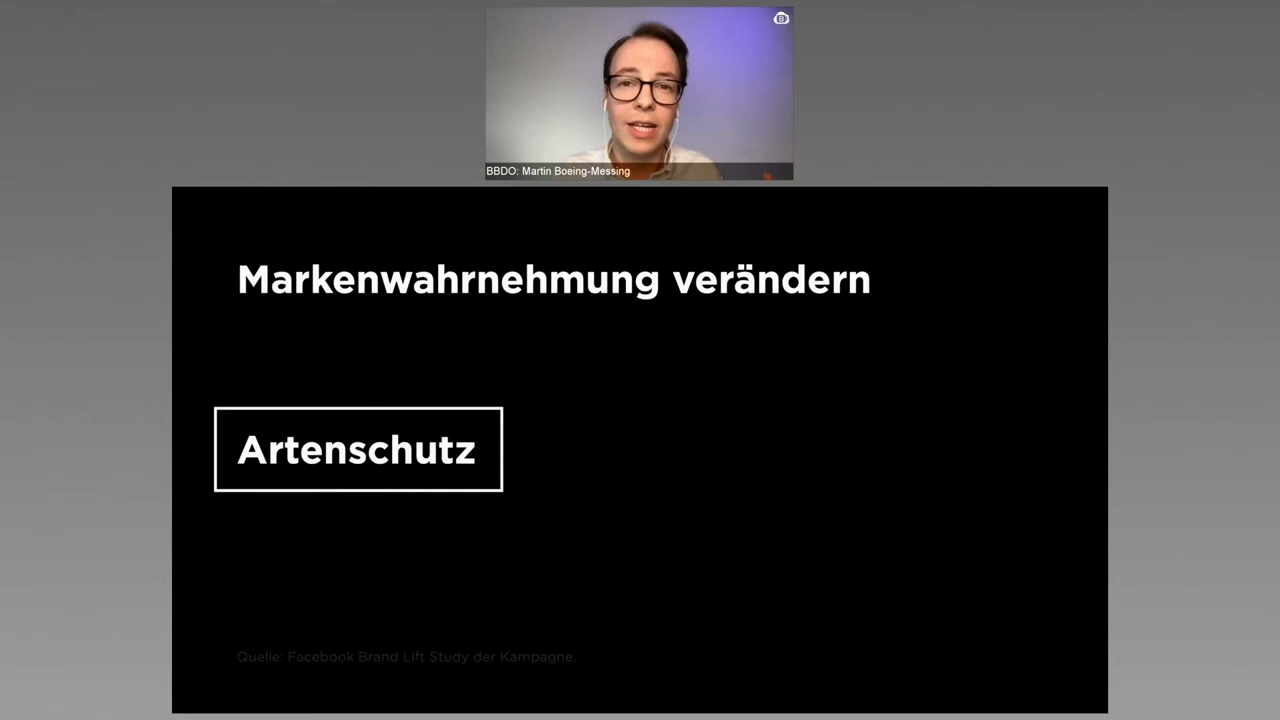 BBDO: Martin Boeing-Messing
Markenwahrnehmung verändern
Artenschutz
Quelle: Facebook Brand Lift Study der Kampagne.